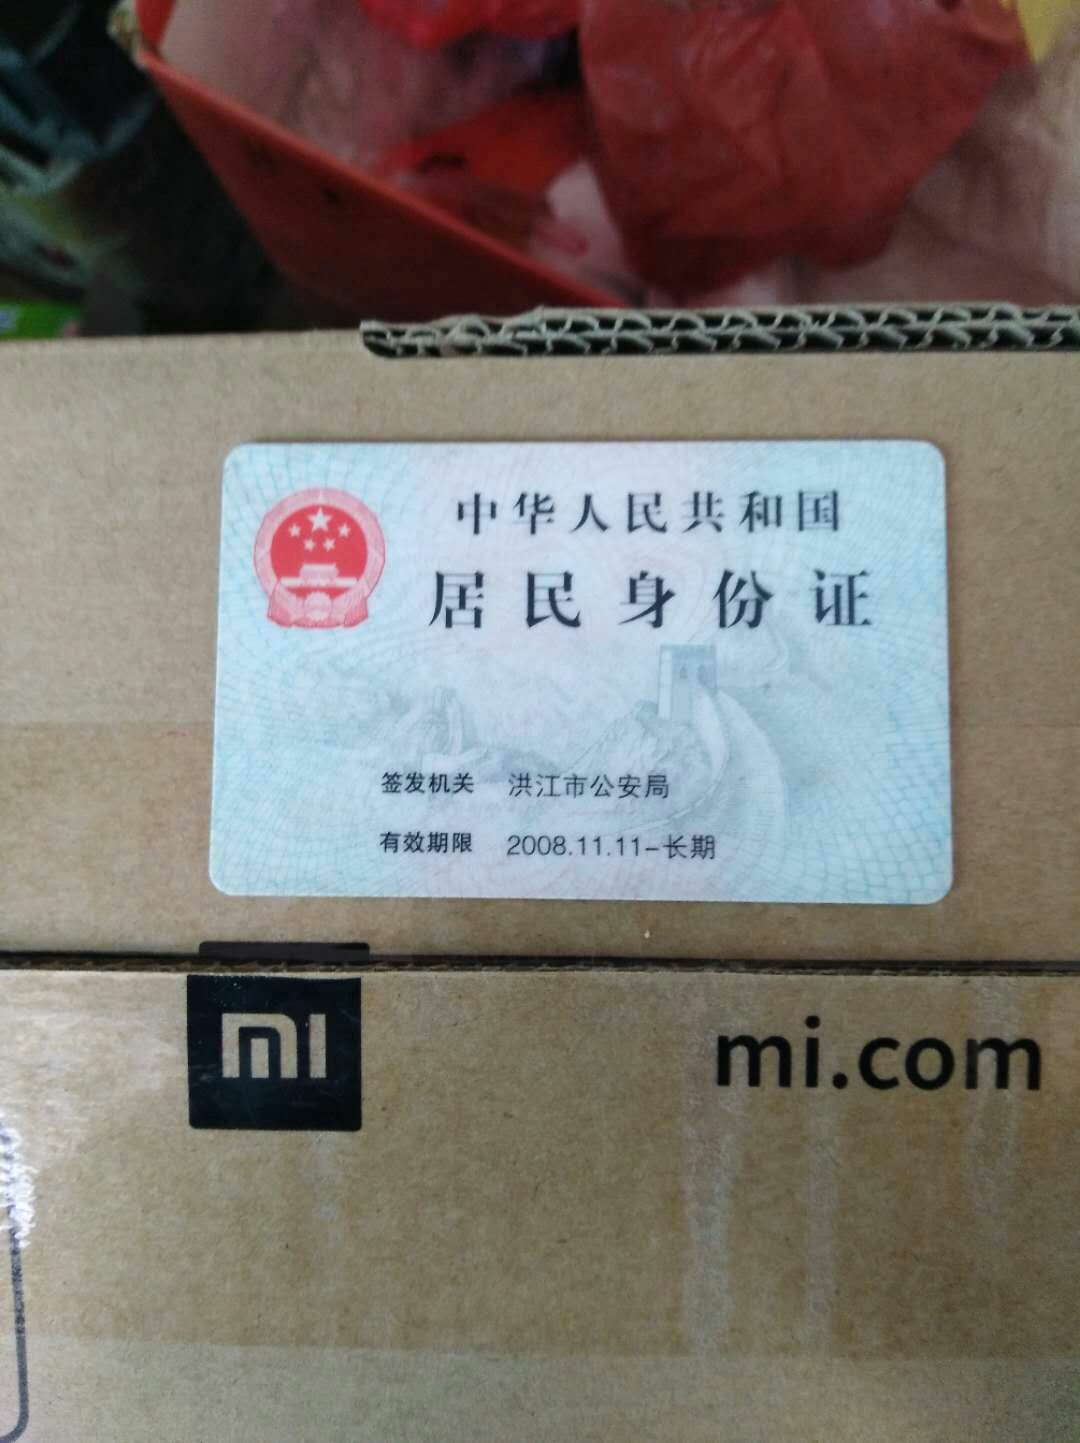 中华人民共和国
居民身份证
签发机关 洪江市公安局
有效期限 2008.11.11-长期
mi
mi.com